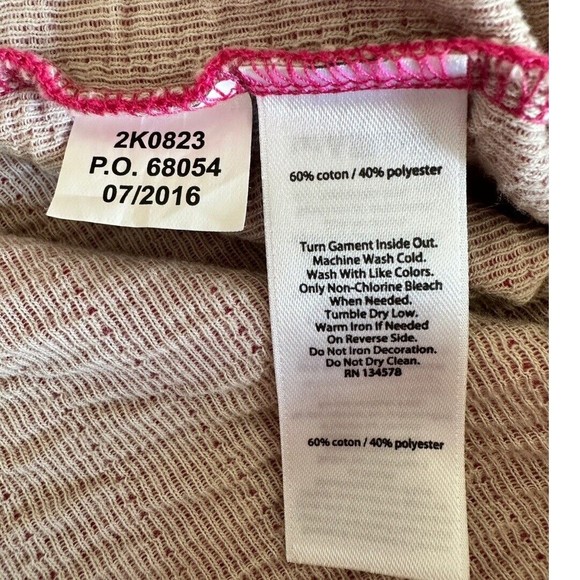 2K0823
P.O. 68054
07/2016
60% coton / 40% polyester
Turn Gament Inside Out.
Machine Wash Cold.
Wash With Like Colors.
Only Non-Chlorine Bleach
When Needed.
Tumble Dry Low.
Warm Iron If Needed
On Reverse Side.
Do Not Iron Decoration.
Do Not Dry Clean.
RN 134578
60% coton / 40% polyester